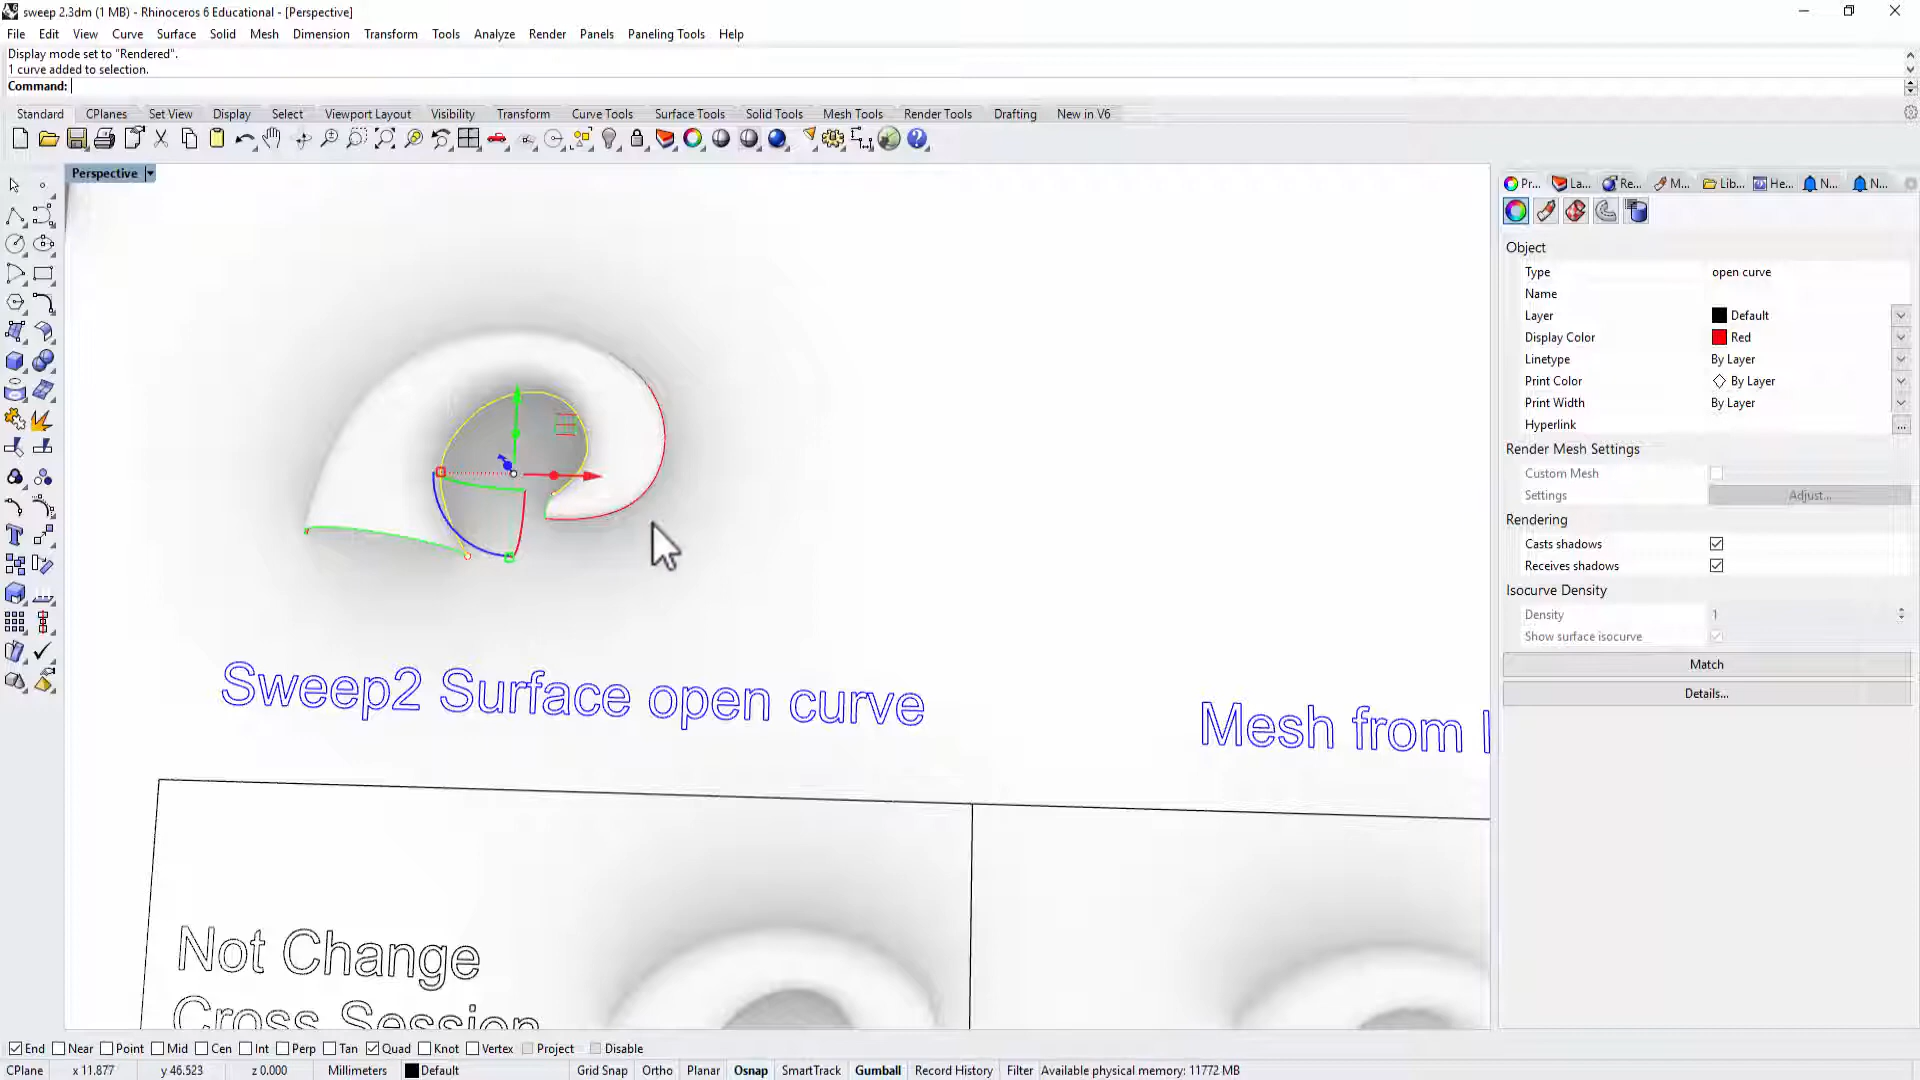 sweep 2.3dm (1 MB) - Rhinoceros 6 Educational - [Perspective]
File Edit View Curve Surface Solid Mesh Dimension Transform Tools Analyze Render Panels Paneling Tools Help
Display mode set to "Rendered".
1 curve added to selection.
Command:
Standard CPlanes Set View Display Select Viewport Layout Visibility Transform Curve Tools Surface Tools Solid Tools Mesh Tools Render Tools Drafting New in V6
Perspective
Pr... La... Re... M... Lib... He... N... N...
Object
Type open curve
Name
Layer Default
Display Color Red
Linetype By Layer
Print Color By Layer
Print Width By Layer
Hyperlink ...
Render Mesh Settings
Custom Mesh
Settings Adjust...
Rendering
Casts shadows
Receives shadows
Isocurve Density
Density 1
Show surface isocurve
Match
Details...
Sweep2 Surface open curve
Mesh from
Not Change
Cross Session
End Near Point Mid Cen Int Perp Tan Quad Knot Vertex Project Disable
CPlane x 11.877 y 46.523 z 0.000 Millimeters Default Grid Snap Ortho Planar Osnap SmartTrack Gumball Record History Filter Available physical memory: 11772 MB